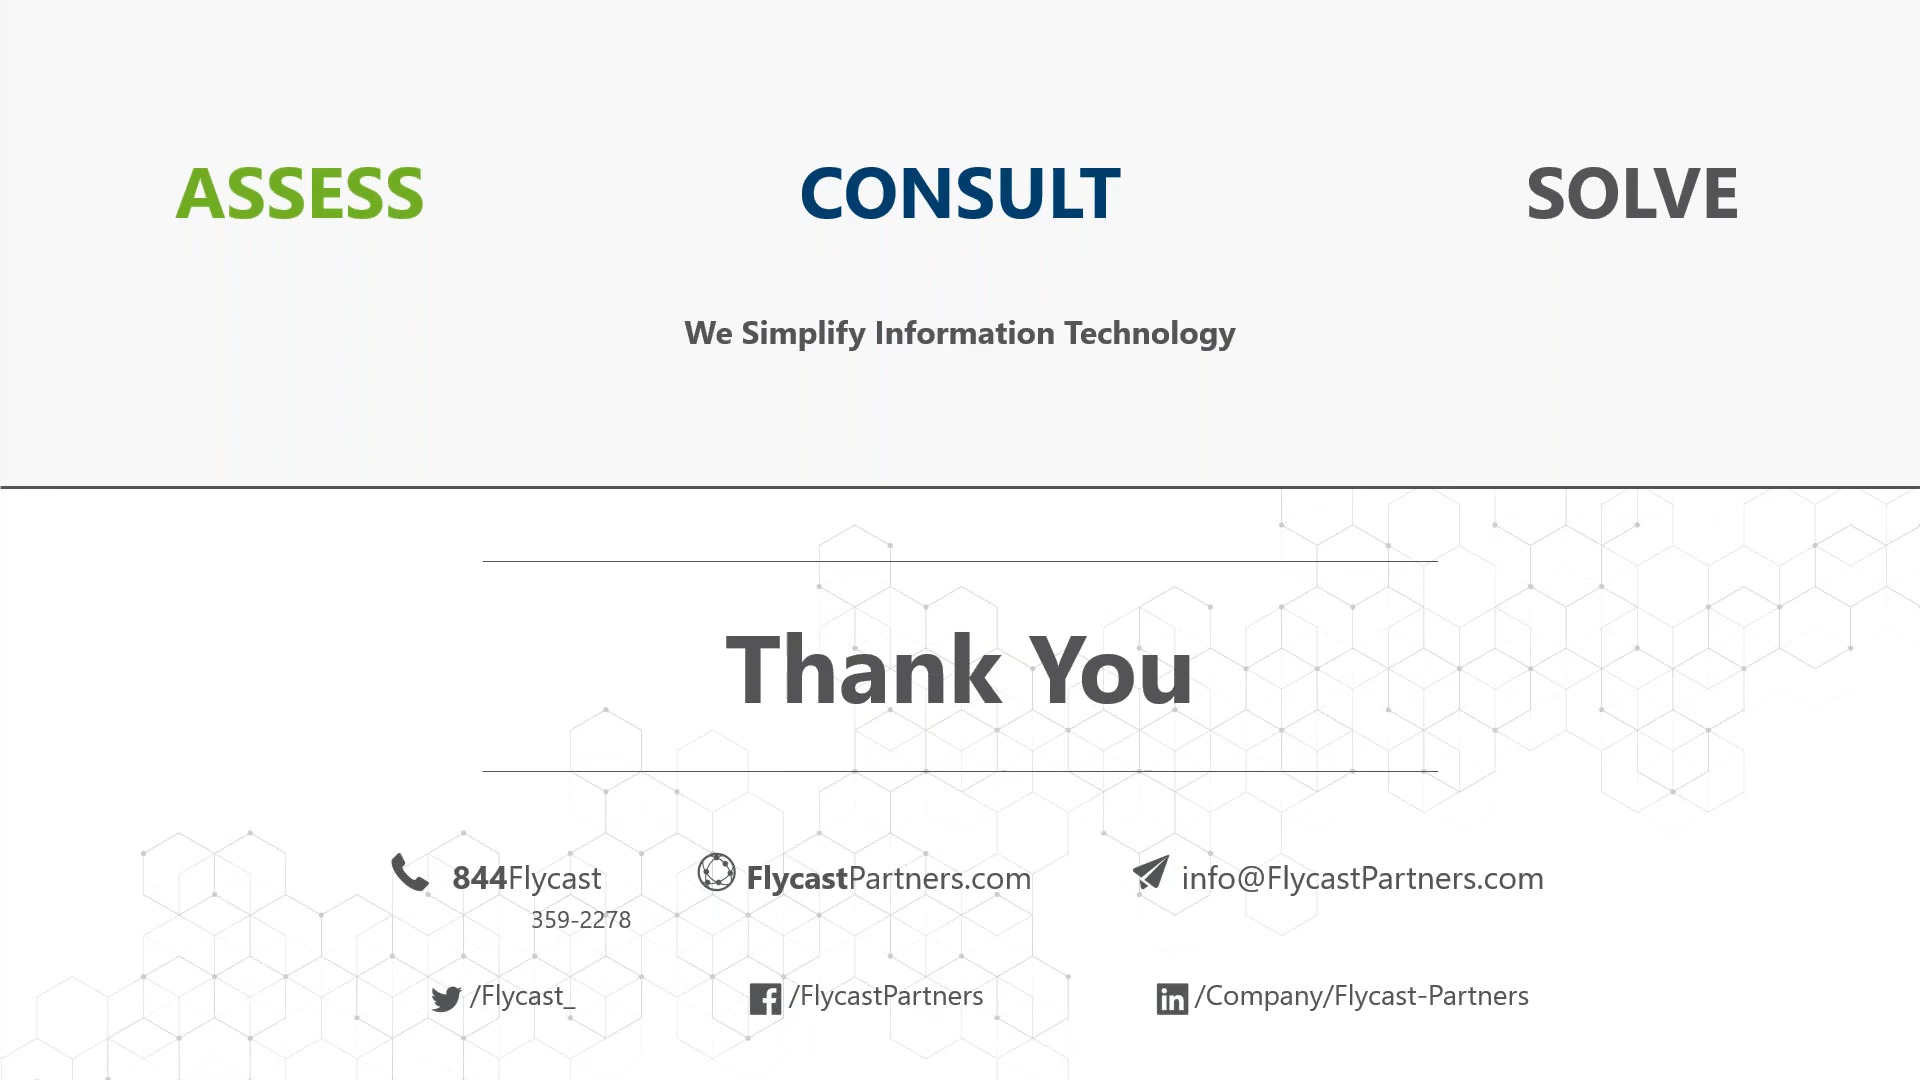 ASSESS CONSULT SOLVE
We Simplify Information Technology
Thank You
844Flycast FlycastPartners.com info@FlycastPartners.com
359-2278
/Flycast_ /FlycastPartners /Company/Flycast-Partners